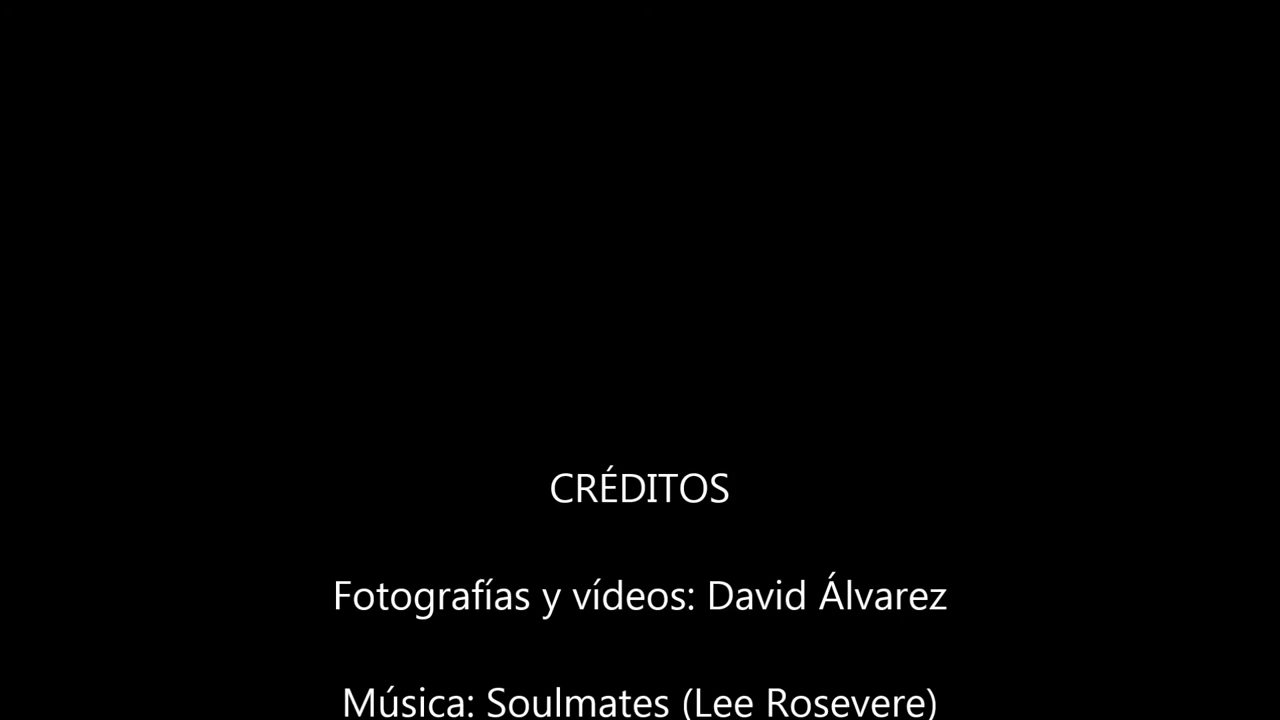 CRÉDITOS
Fotografías y vídeos: David Álvarez
Música: Soulmates (Lee Rosevere)